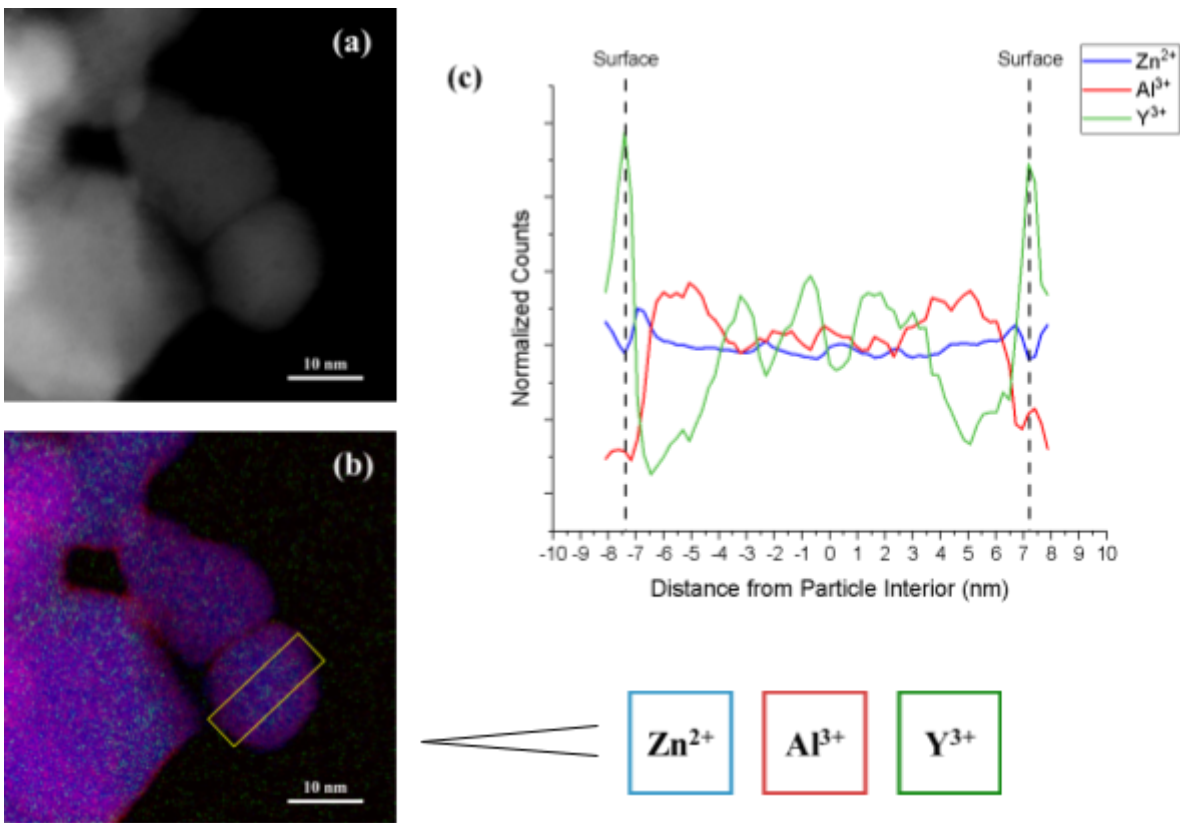 (a)
10 nm
(b)
10 nm
(c)
Surface
Surface
Zn²⁺
Al³⁺
Y³⁺
Normalized Counts
-10 -9 -8 -7 -6 -5 -4 -3 -2 -1 0 1 2 3 4 5 6 7 8 9 10
Distance from Particle Interior (nm)
Zn²⁺ Al³⁺ Y³⁺